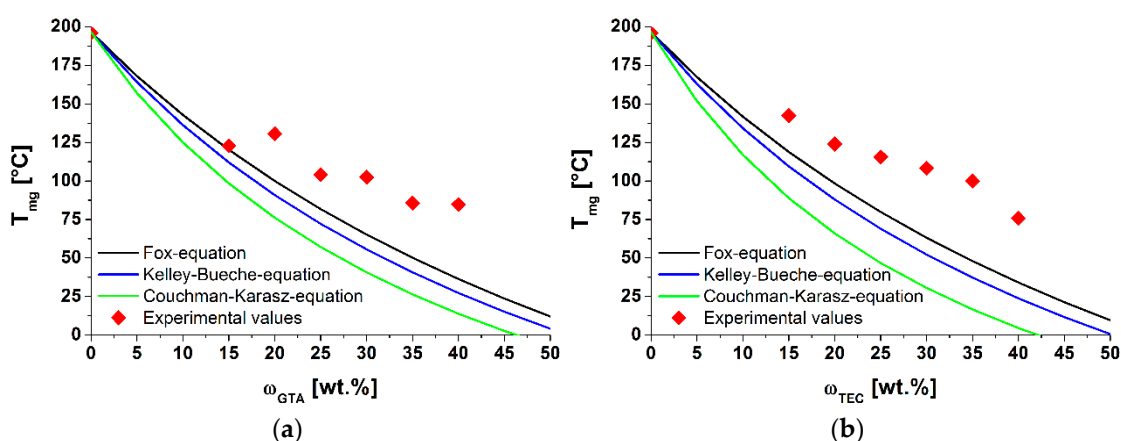 200
175
150
125
100
75
50
25
0
T_mg [°C]
Fox-equation
Kelley-Bueche-equation
Couchman-Karasz-equation
Experimental values
0 5 10 15 20 25 30 35 40 45 50
ω_GTA [wt.%]
(a)
200
175
150
125
100
75
50
25
0
T_mg [°C]
Fox-equation
Kelley-Bueche-equation
Couchman-Karasz-equation
Experimental values
0 5 10 15 20 25 30 35 40 45 50
ω_TEC [wt.%]
(b)